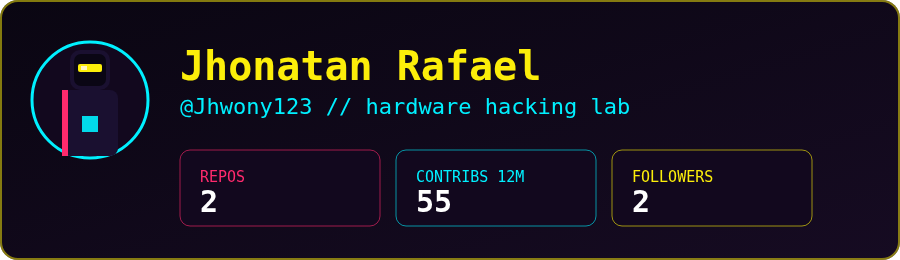 Jhonatan Rafael
@Jhwony123 // hardware hacking lab
REPOS
2
CONTRIBS 12M
55
FOLLOWERS
2